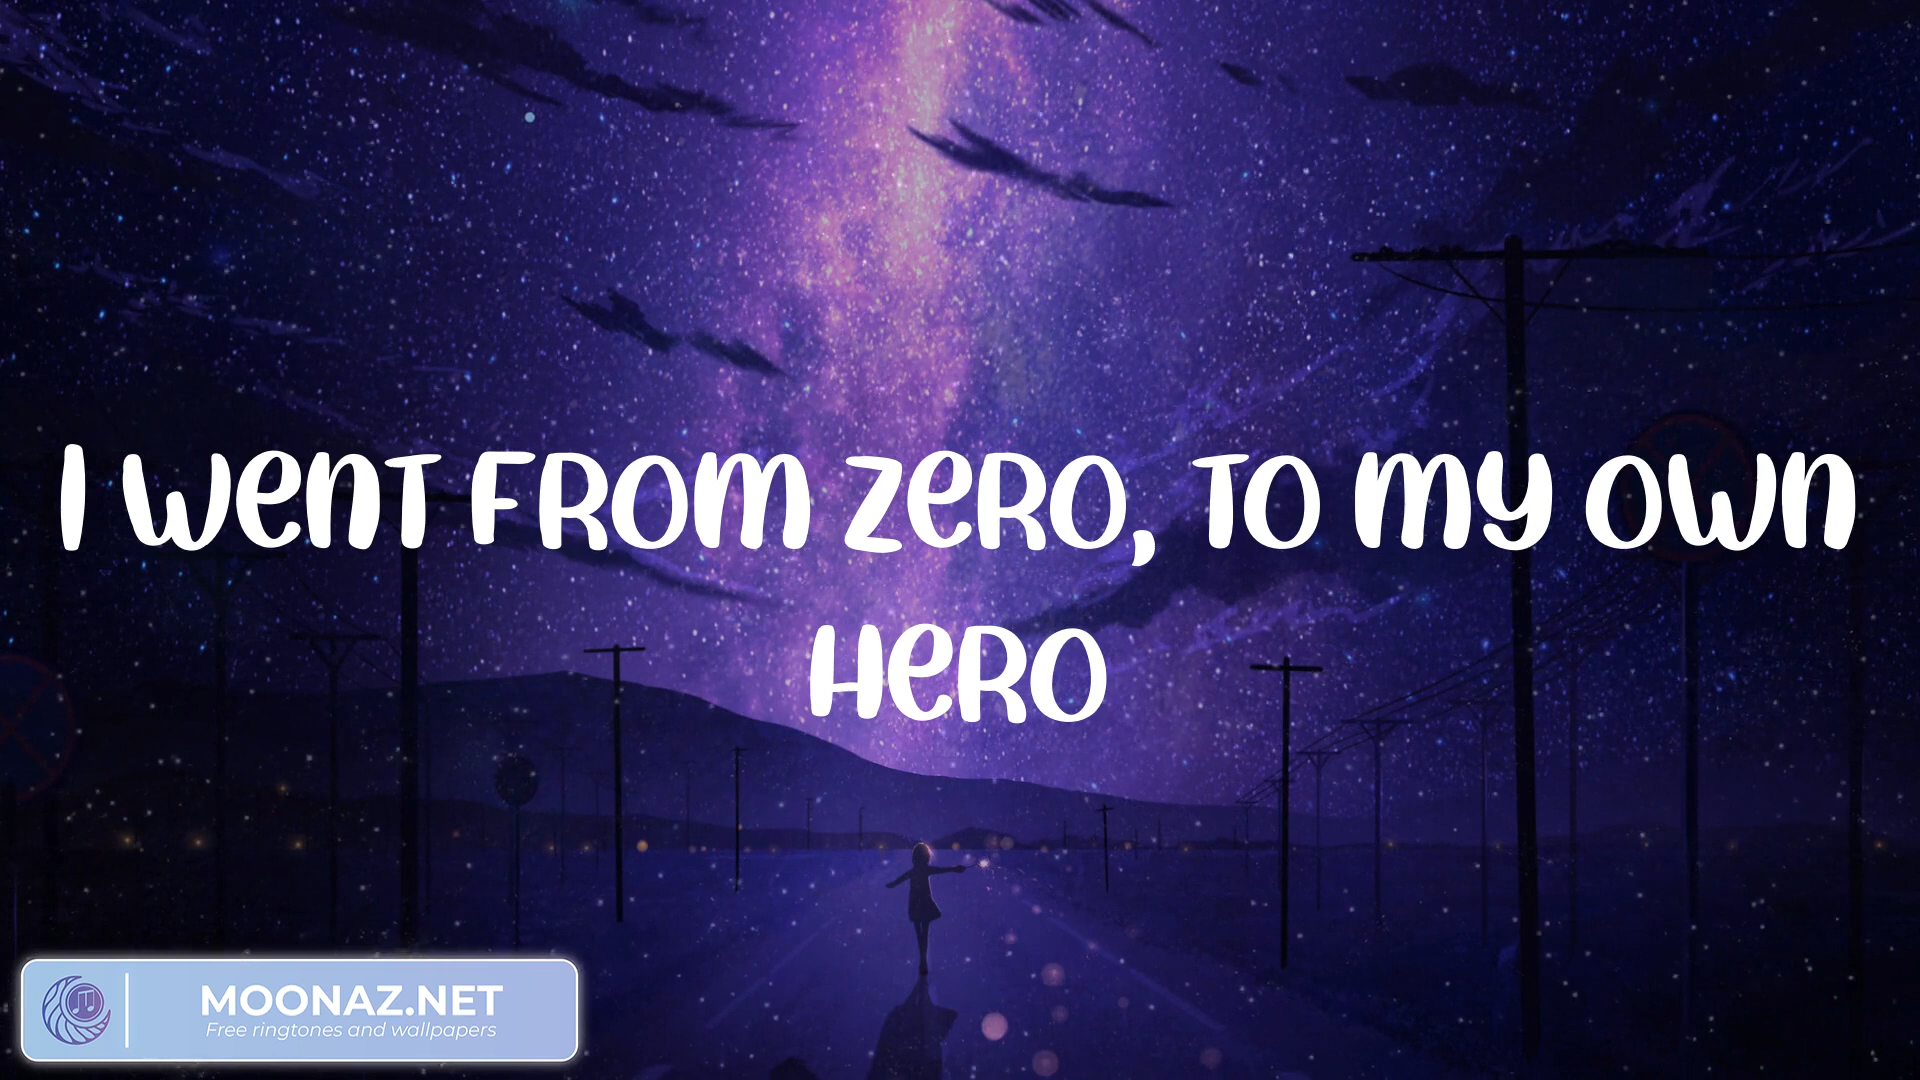 I went from zero, to my own
hero
MOONAZ.NET
Free ringtones and wallpapers